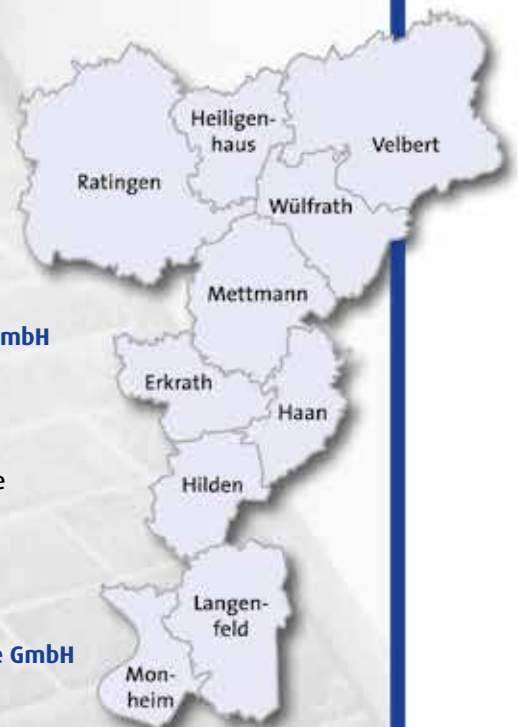 Heiligen-
haus
Velbert
Ratingen
Wülfrath
Mettmann
mbH
Erkrath
Haan
e
Hilden
Langen-
feld
e GmbH
Mon-
heim